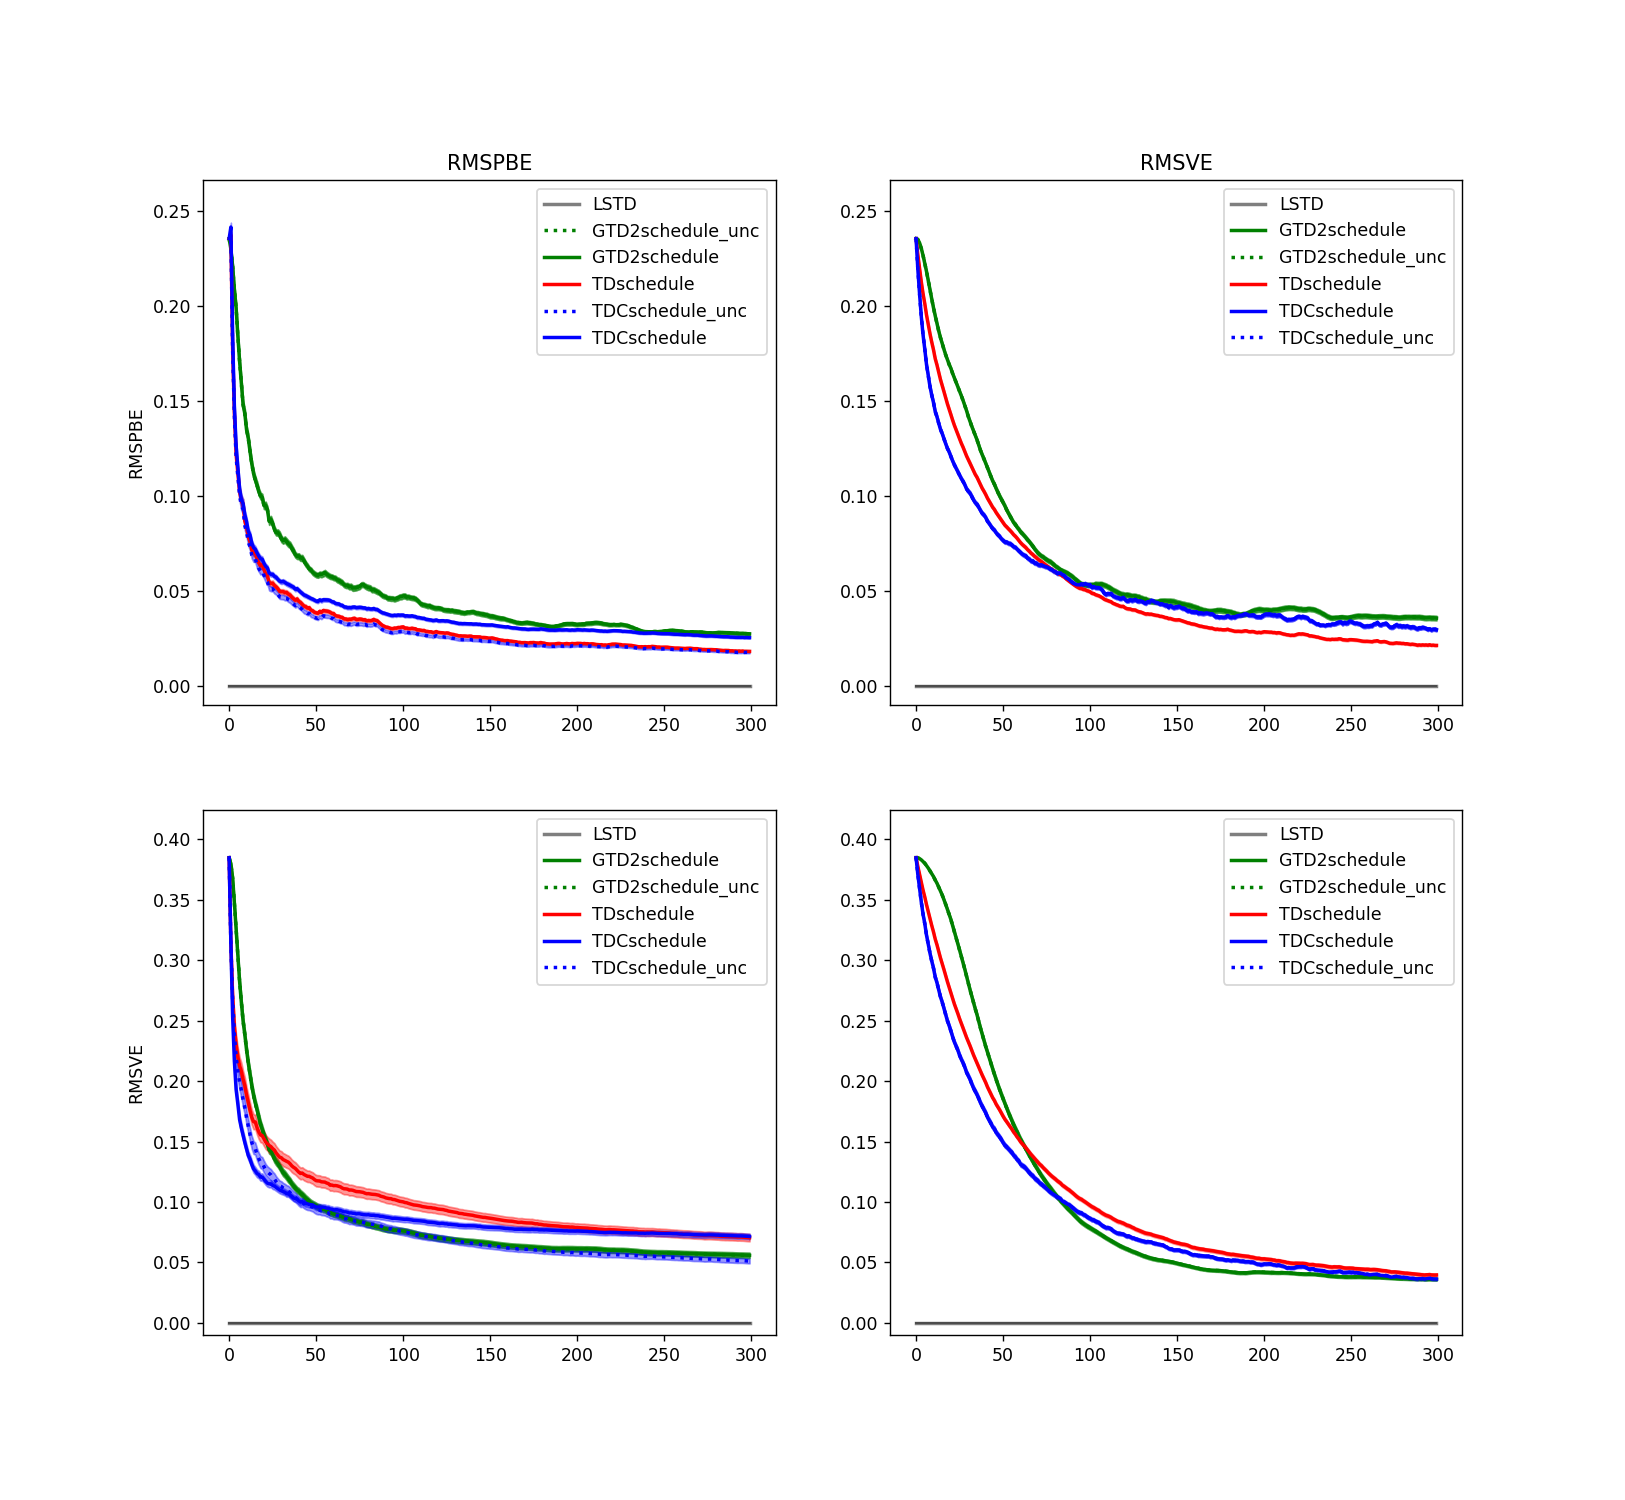 RMSPBE
RMSPBE
0.25
0.20
0.15
0.10
0.05
0.00
0 50 100 150 200 250 300
LSTD
GTD2schedule_unc
GTD2schedule
TDschedule
TDCschedule_unc
TDCschedule
RMSVE
0.25
0.20
0.15
0.10
0.05
0.00
0 50 100 150 200 250 300
LSTD
GTD2schedule
GTD2schedule_unc
TDschedule
TDCschedule
TDCschedule_unc
RMSVE
0.40
0.35
0.30
0.25
0.20
0.15
0.10
0.05
0.00
0 50 100 150 200 250 300
LSTD
GTD2schedule
GTD2schedule_unc
TDschedule
TDCschedule
TDCschedule_unc
0.40
0.35
0.30
0.25
0.20
0.15
0.10
0.05
0.00
0 50 100 150 200 250 300
LSTD
GTD2schedule
GTD2schedule_unc
TDschedule
TDCschedule
TDCschedule_unc